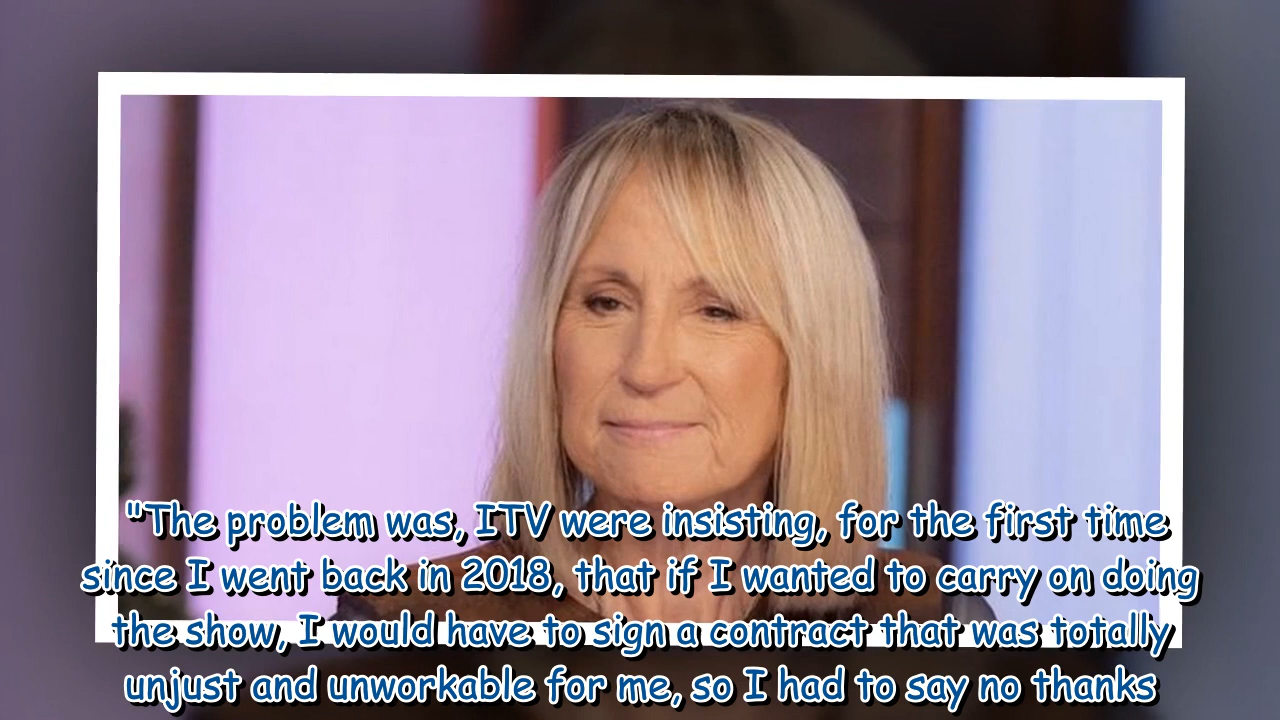 "The problem was, ITV were insisting, for the first time
since I went back in 2018, that if I wanted to carry on doing
the show, I would have to sign a contract that was totally
unjust and unworkable for me, so I had to say no thanks